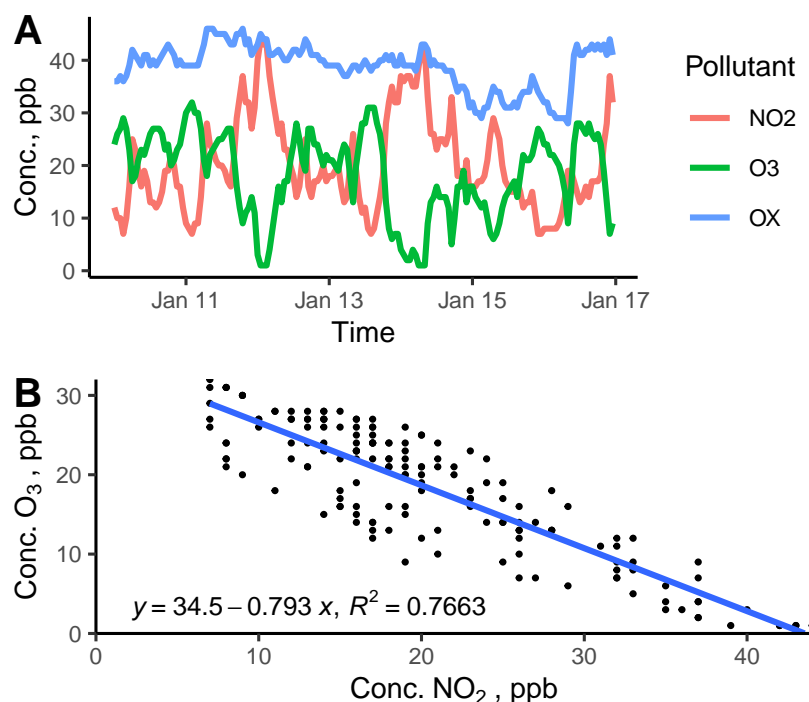 A
Conc., ppb
40
30
20
10
0
Jan 11 Jan 13 Jan 15 Jan 17
Time
Pollutant
NO2
O3
OX
B
Conc. O₃ , ppb
30
20
10
0
y = 34.5 − 0.793 x, R² = 0.7663
0 10 20 30 40
Conc. NO₂ , ppb